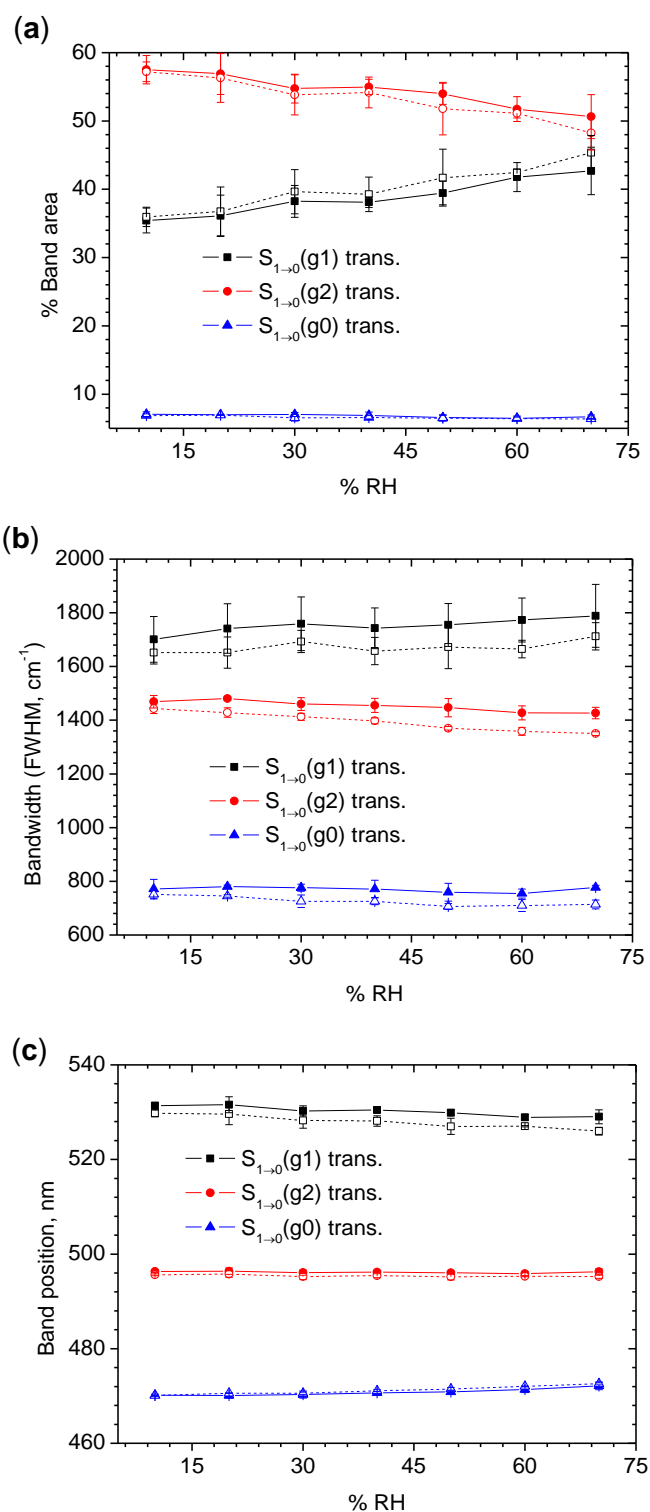 (a)
60
50
40
30
20
10
% Band area
S1→0(g1) trans.
S1→0(g2) trans.
S1→0(g0) trans.
15 30 45 60 75
% RH
(b)
2000
1800
1600
1400
1200
1000
800
600
Bandwidth (FWHM, cm-1)
S1→0(g1) trans.
S1→0(g2) trans.
S1→0(g0) trans.
15 30 45 60 75
% RH
(c)
540
520
500
480
460
Band position, nm
S1→0(g1) trans.
S1→0(g2) trans.
S1→0(g0) trans.
15 30 45 60 75
% RH